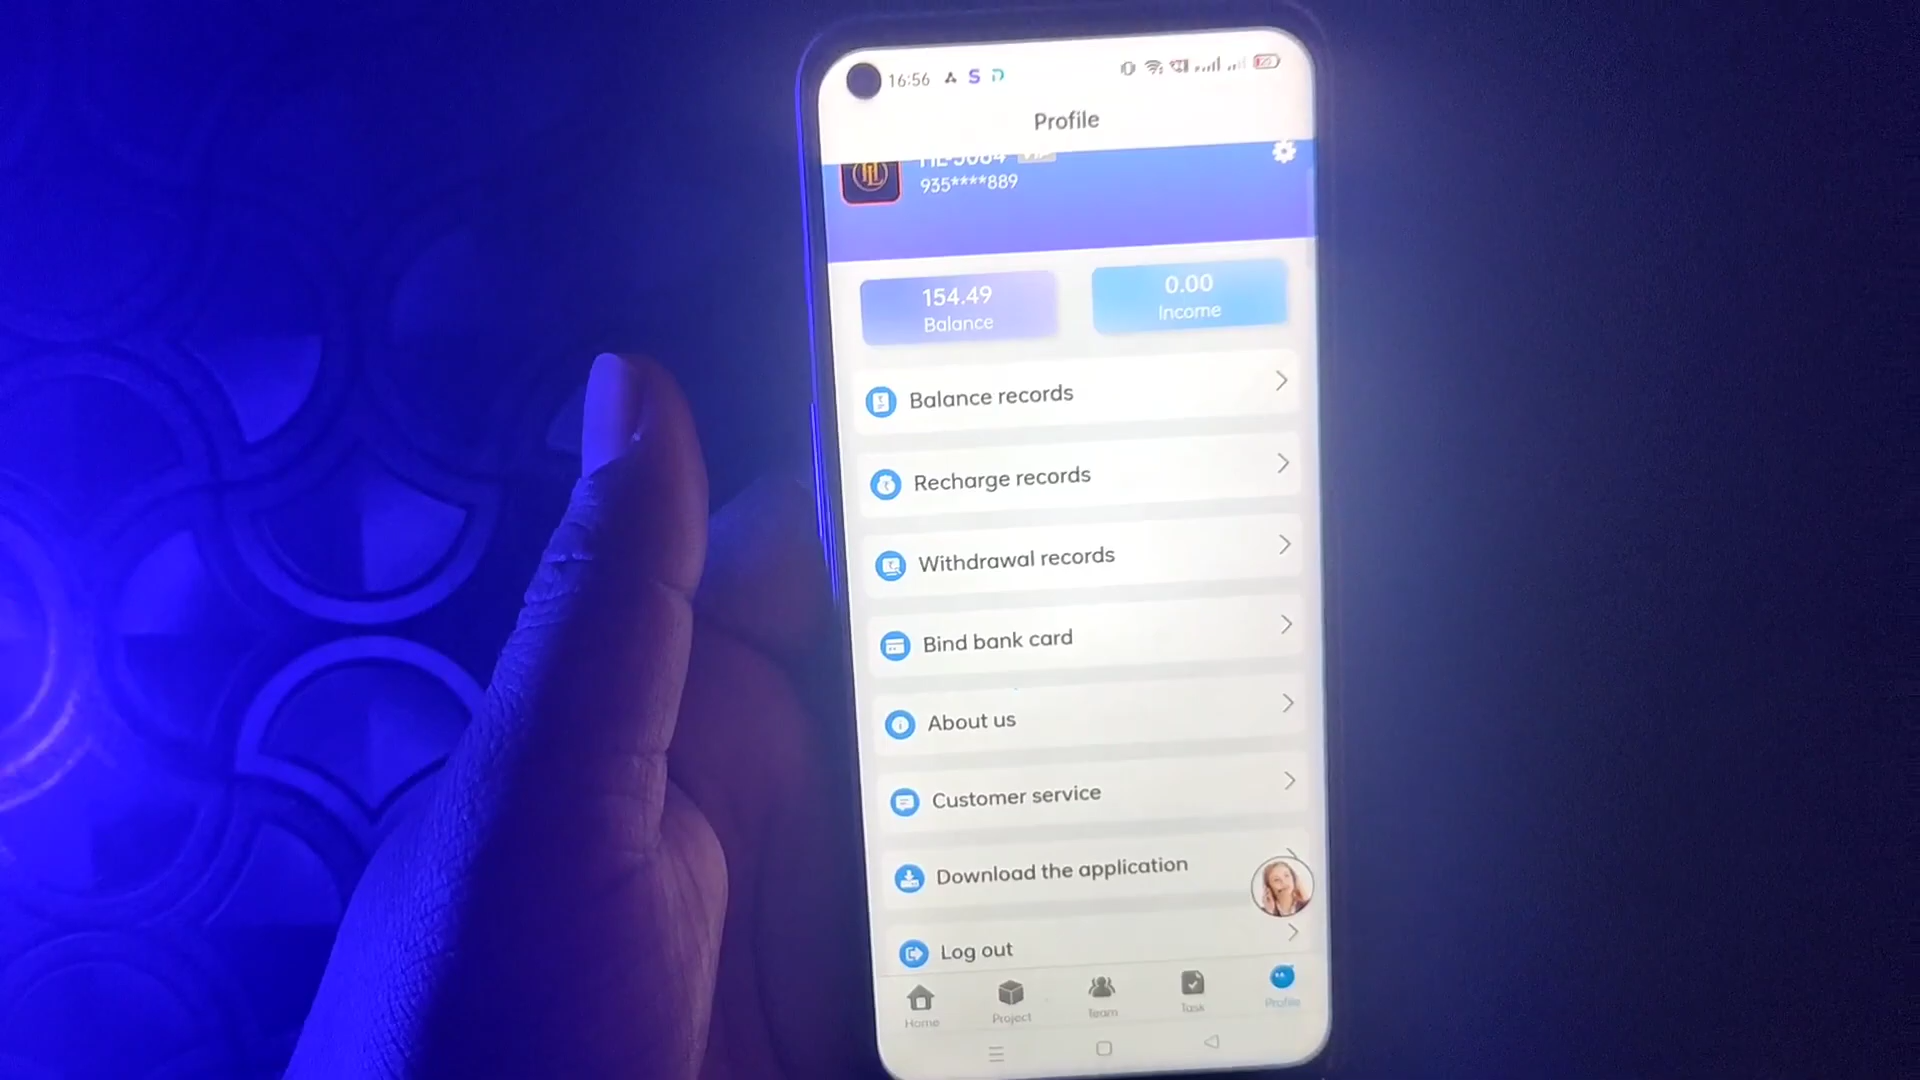 16:56
Profile
935****889
154.49
Balance
0.00
Income
Balance records
Recharge records
Withdrawal records
Bind bank card
About us
Customer service
Download the application
Log out
Home
Project
Team
Task
Profile